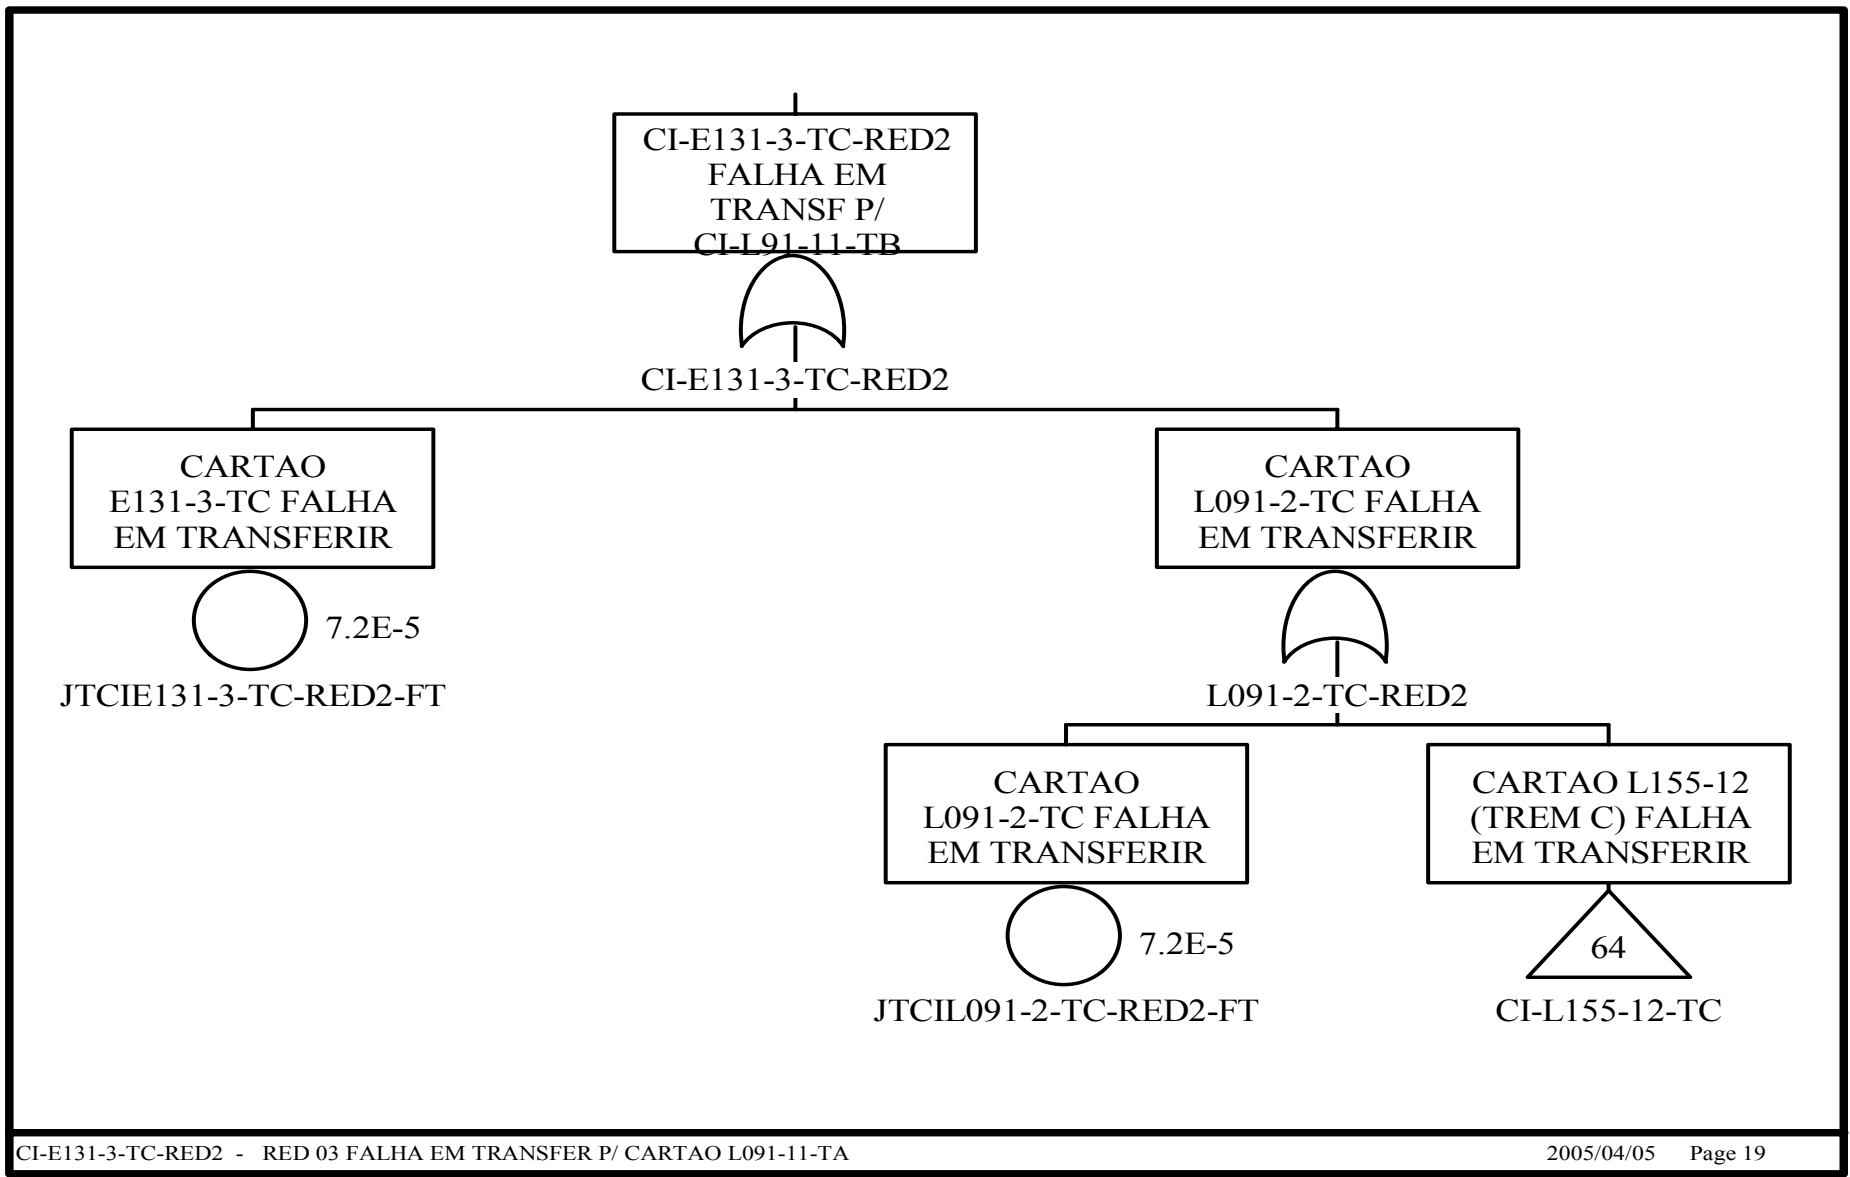 CI-E131-3-TC-RED2
FALHA EM
TRANSF P/
CI-L91-11-TB
CI-E131-3-TC-RED2
CARTAO
E131-3-TC FALHA
EM TRANSFERIR
7.2E-5
JTCIE131-3-TC-RED2-FT
CARTAO
L091-2-TC FALHA
EM TRANSFERIR
L091-2-TC-RED2
CARTAO
L091-2-TC FALHA
EM TRANSFERIR
7.2E-5
JTCIL091-2-TC-RED2-FT
CARTAO L155-12
(TREM C) FALHA
EM TRANSFERIR
64
CI-L155-12-TC
CI-E131-3-TC-RED2 - RED 03 FALHA EM TRANSFER P/ CARTAO L091-11-TA
2005/04/05 Page 19